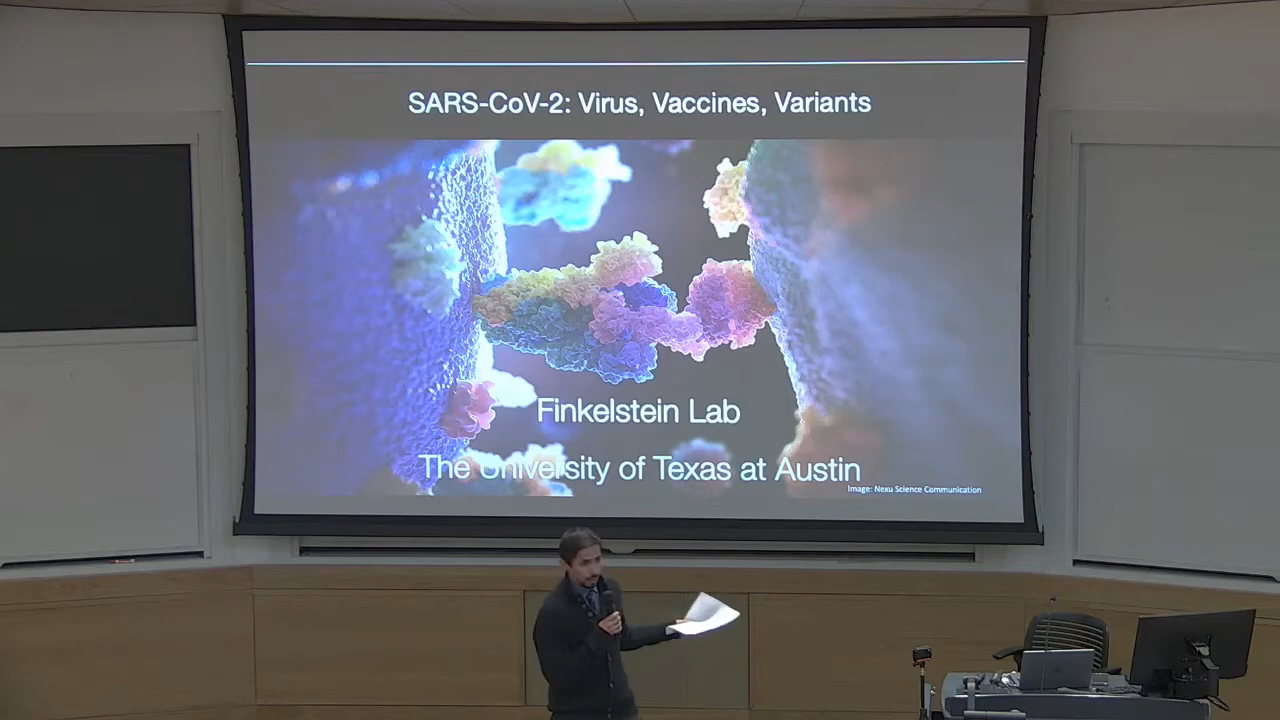 SARS-CoV-2: Virus, Vaccines, Variants
Finkelstein Lab
The University of Texas at Austin
Image: Nexu Science Communication